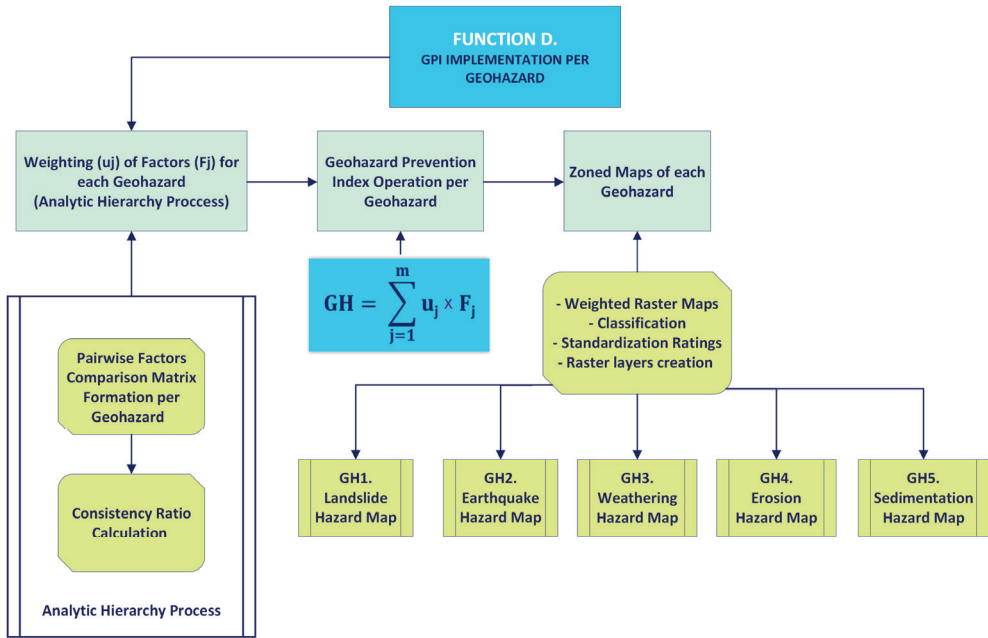 FUNCTION D.
GPI IMPLEMENTATION PER
GEOHAZARD
Weighting (uj) of Factors (Fj) for
each Geohazard
(Analytic Hierarchy Proccess)
Geohazard Prevention
Index Operation per
Geohazard
Zoned Maps of each
Geohazard
GH = ∑ m j=1 uj × Fj
- Weighted Raster Maps
- Classification
- Standardization Ratings
- Raster layers creation
Pairwise Factors
Comparison Matrix
Formation per
Geohazard
Consistency Ratio
Calculation
Analytic Hierarchy Process
GH1.
Landslide
Hazard Map
GH2.
Earthquake
Hazard Map
GH3.
Weathering
Hazard Map
GH4.
Erosion
Hazard Map
GH5.
Sedimentation
Hazard Map